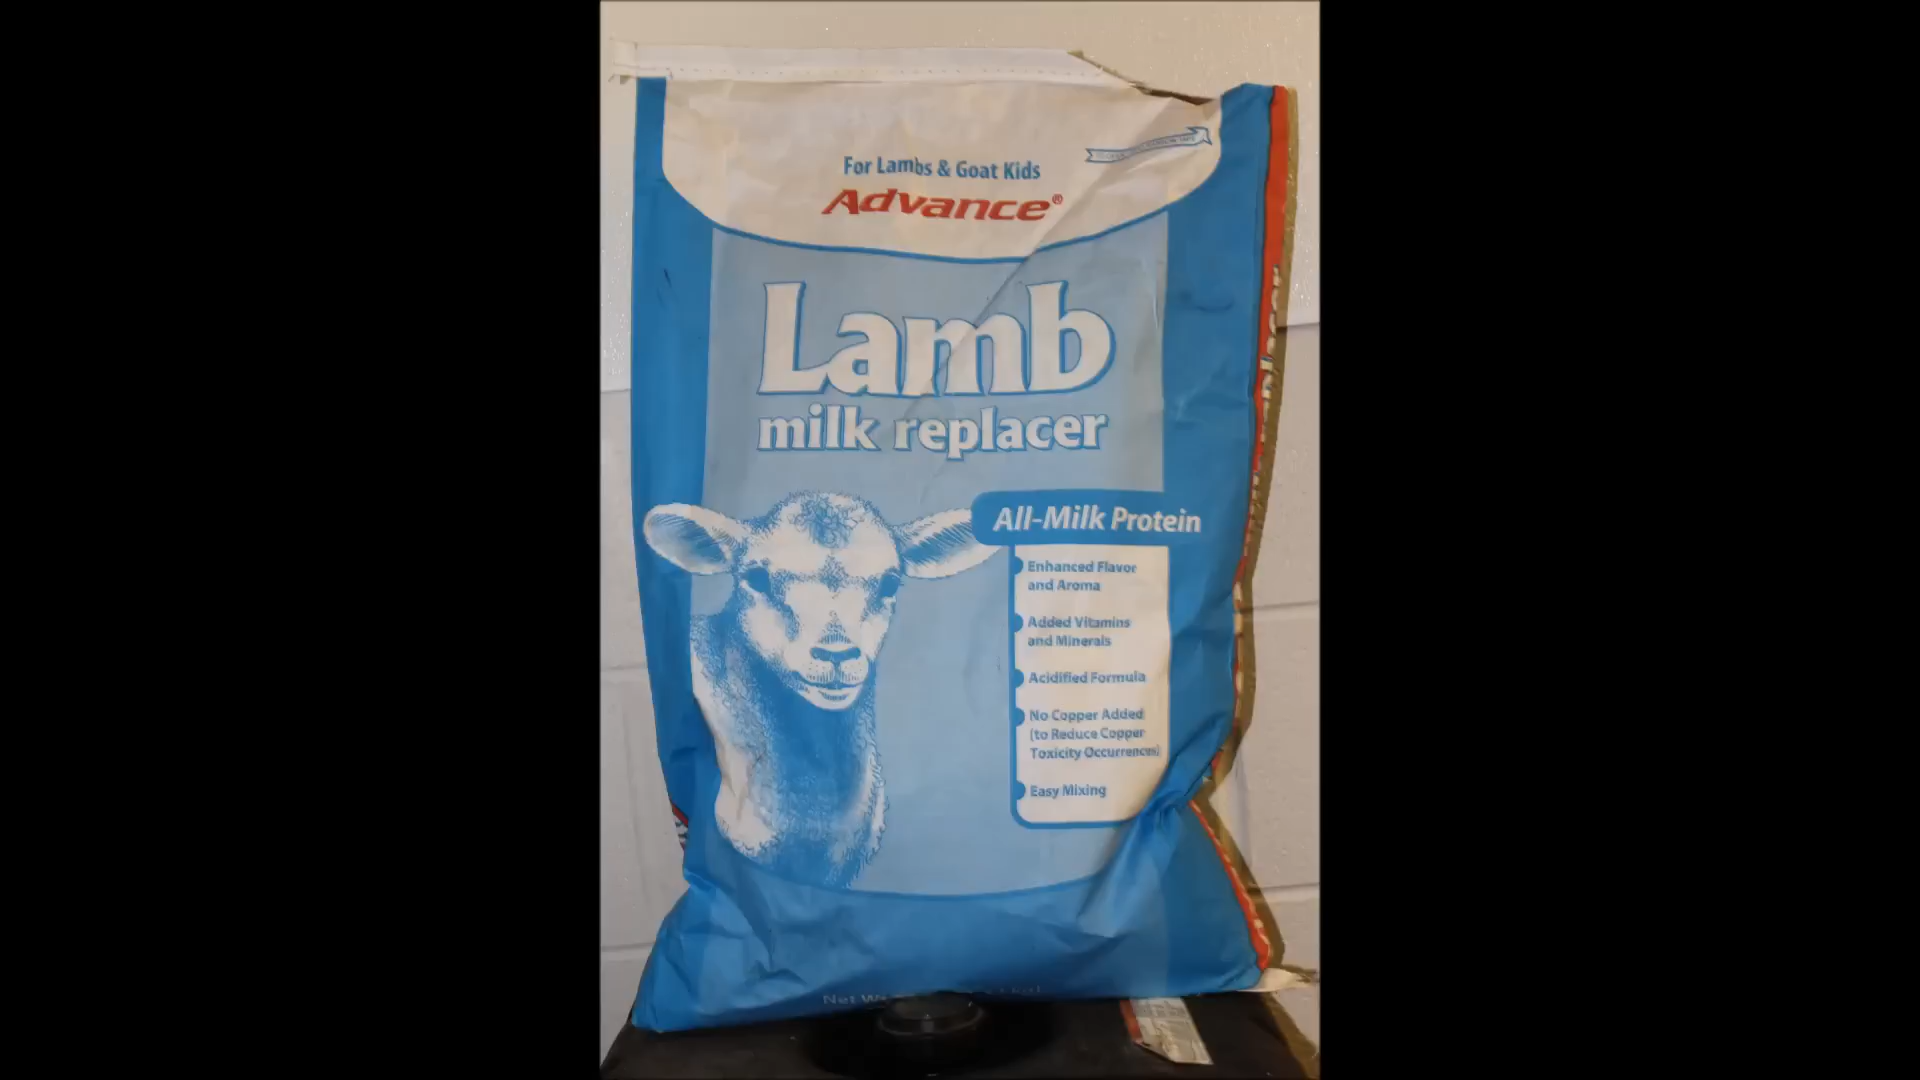 For Lambs & Goat Kids
Advance®
Lamb
milk replacer
All-Milk Protein
Enhanced Flavor
and Aroma
Added Vitamins
and Minerals
Acidified Formula
No Copper Added
(to Reduce Copper
Toxicity Occurrences)
Easy Mixing
Net